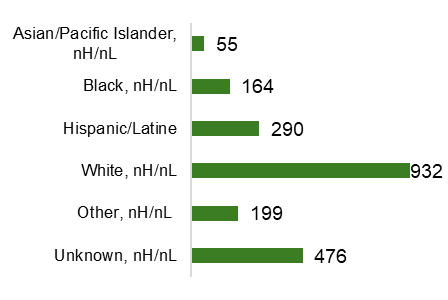 Asian/Pacific Islander,
nH/nL
55
Black, nH/nL
164
Hispanic/Latine
290
White, nH/nL
932
Other, nH/nL
199
Unknown, nH/nL
476